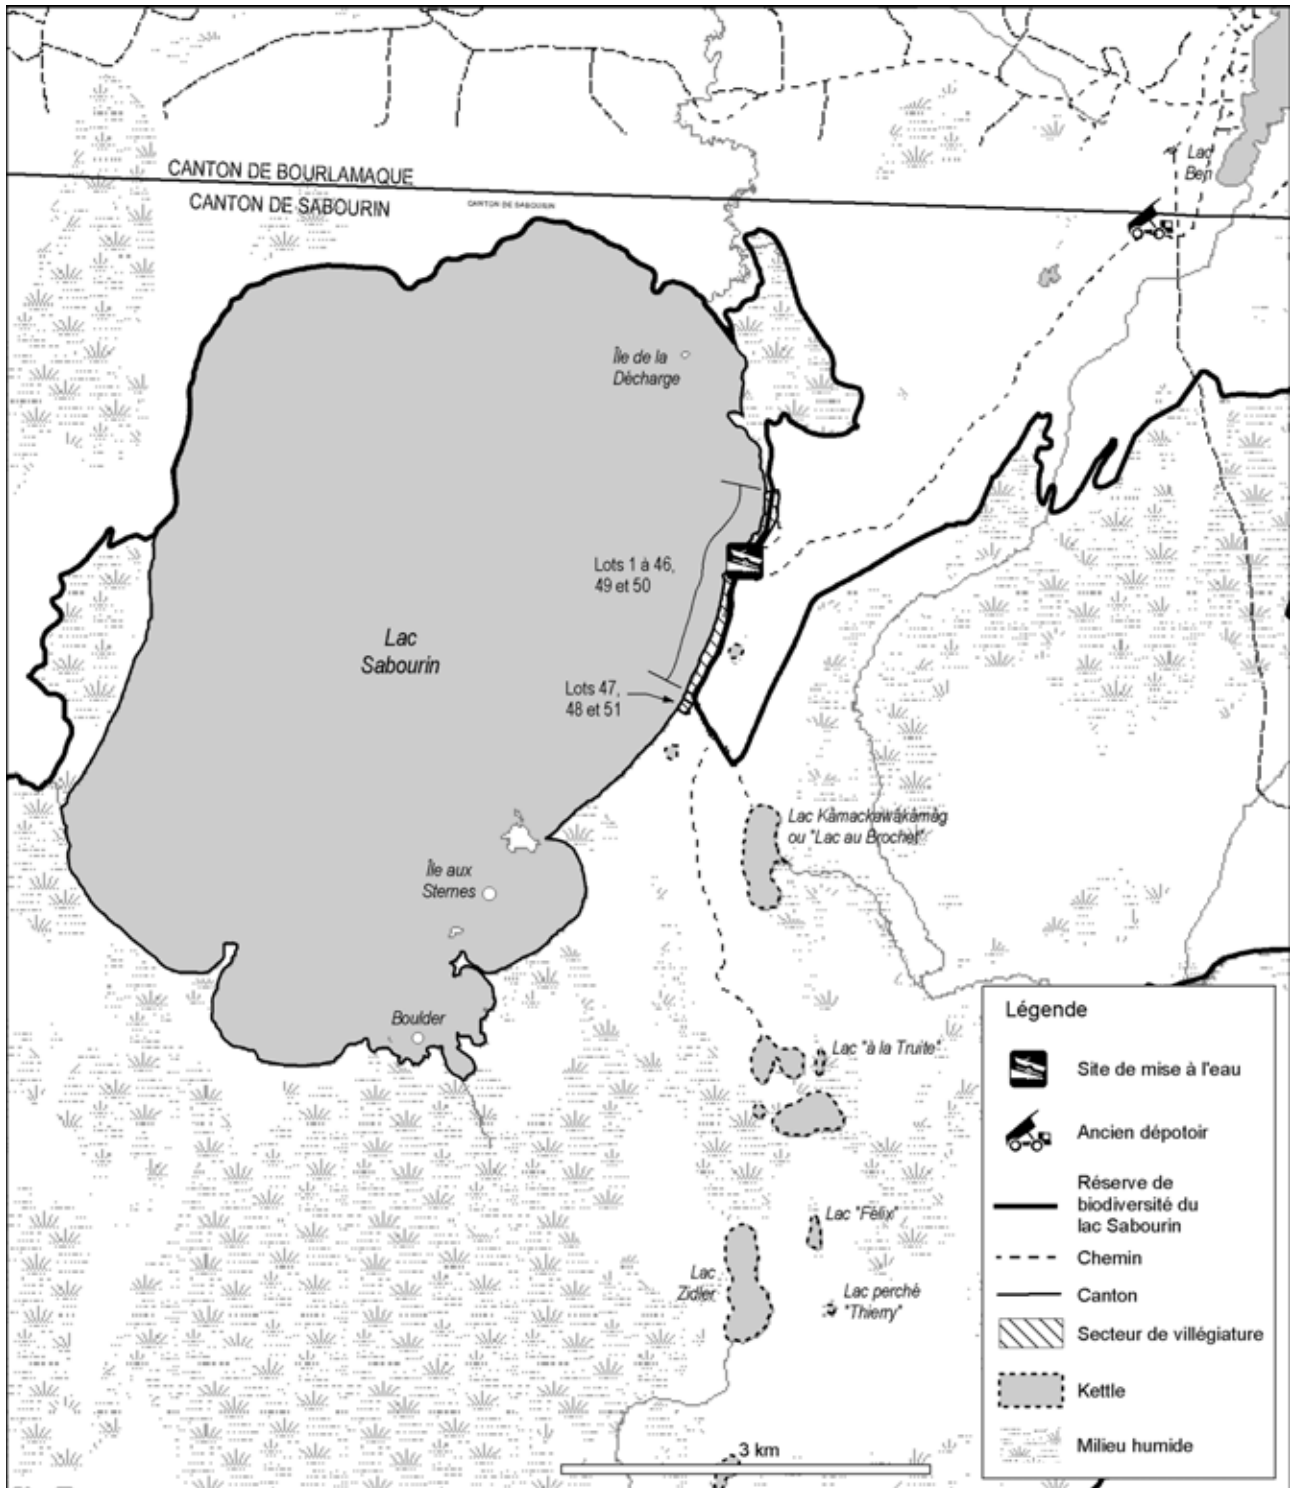 CANTON DE BOURLAMAQUE
CANTON DE SABOURIN
CANTON DE SABOURIN
Lac
Ben
Île de la
Décharge
Lots 1 à 46,
49 et 50
Lac
Sabourin
Lots 47,
48 et 51
Lac Kàmackawàkamàg
ou "Lac au Brochet"
Île aux
Sternes
Boulder
Lac "à la Truite"
Lac "Félix"
Lac
Zidler
Lac perché
"Thierry"
3 km
Légende
Site de mise à l'eau
Ancien dépotoir
Réserve de
biodiversité du
lac Sabourin
Chemin
Canton
Secteur de villégiature
Kettle
Milieu humide